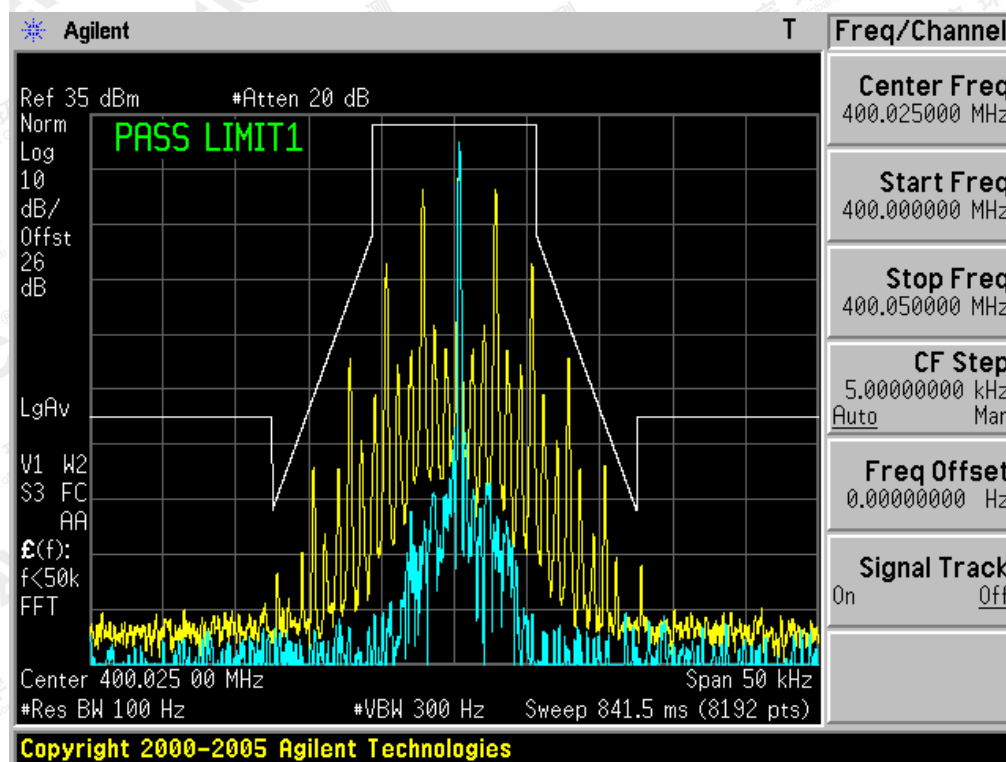 Agilent T Freq/Channel
Ref 35 dBm #Atten 20 dB
Norm
Log
10
dB/
Offst
26
dB
PASS LIMIT1
LgAv
V1 W2
S3 FC
AA
£(f):
f<50k
FFT
Center 400.025 00 MHz Span 50 kHz
#Res BW 100 Hz #VBW 300 Hz Sweep 841.5 ms (8192 pts)
Center Freq
400.025000 MHz
Start Freq
400.000000 MHz
Stop Freq
400.050000 MHz
CF Step
5.00000000 kHz
Auto Man
Freq Offset
0.00000000 Hz
Signal Track
On Off
Copyright 2000-2005 Agilent Technologies